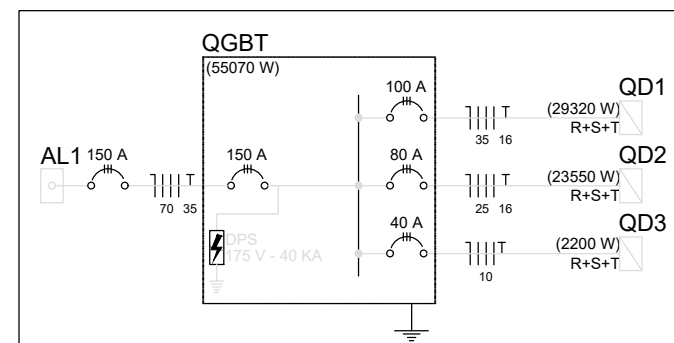 QGBT
(55070 W)
AL1
150 A
70 35
150 A
DPS
175 V - 40 KA
100 A
35 16
(29320 W)
R+S+T
QD1
80 A
25 16
(23550 W)
R+S+T
QD2
40 A
10
(2200 W)
R+S+T
QD3